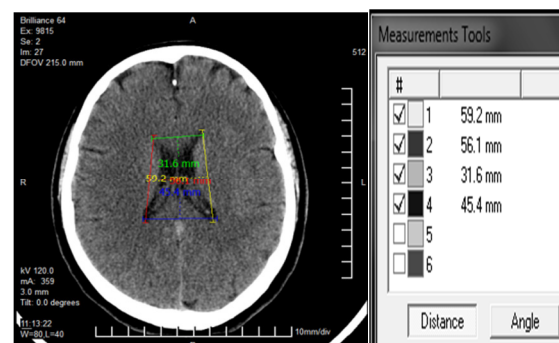 Brilliance 64
Ex: 9815
Se: 2
Im: 27
DFOV 215.0 mm
A
512
R
L
31.6 mm
59.2 mm
45.4 mm
kV 120.0
mA: 359
3.0 mm
Tilt: 0.0 degrees
11:13:22
W=80.L=40
10mm/div
Measurements Tools
#
1 59.2 mm
2 56.1 mm
3 31.6 mm
4 45.4 mm
5
6
Distance
Angle